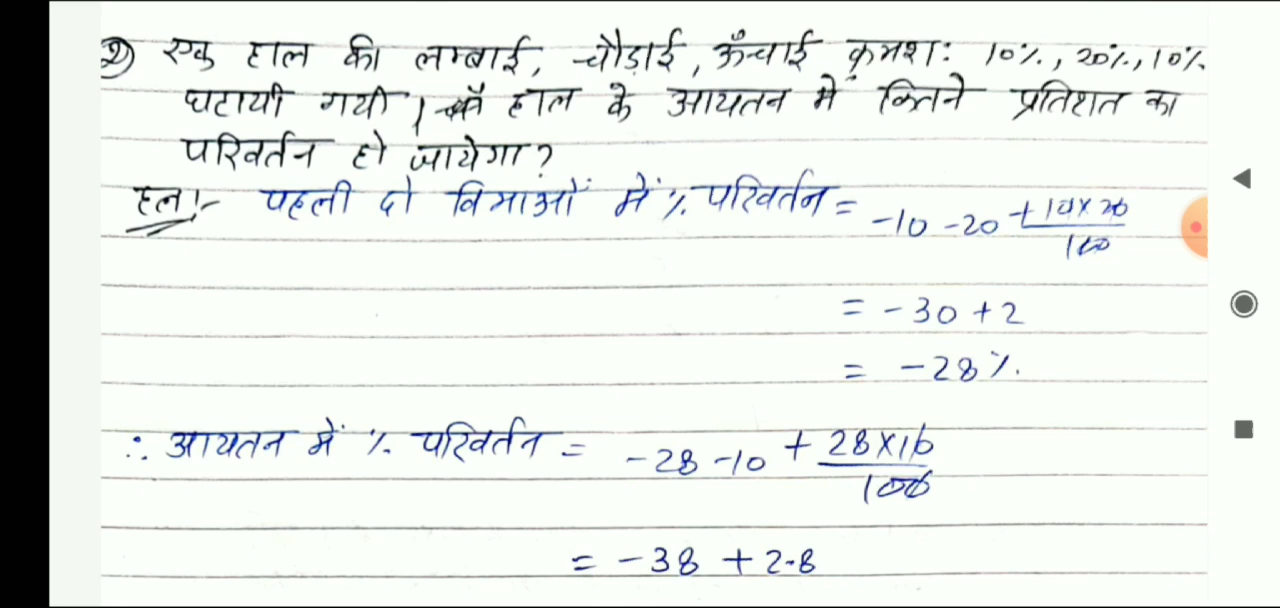 2) एक हाल की लम्बाई, चौड़ाई, ऊँचाई क्रमशः 10%, 20%, 10%
घटायी गयी, हाल के आयतन में कितने प्रतिशत का
परिवर्तन हो जायेगा?
हल:- पहली दो विमाओं में % परिवर्तन = -10 -20 + 10×20/100
= -30 + 2
= -28%.
∴ आयतन में % परिवर्तन = -28 -10 + 28×10/100
= -38 + 2.8